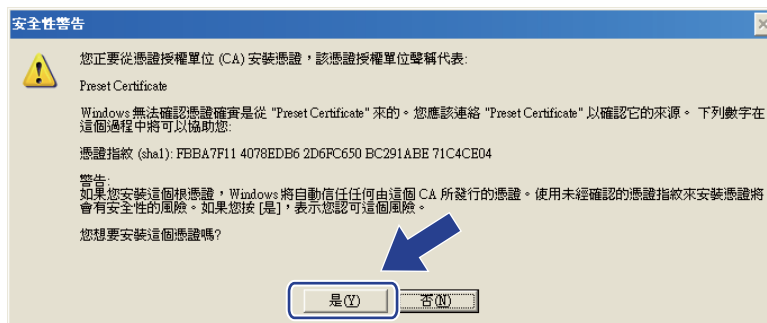 安全性警告
您正要從憑證授權單位 (CA) 安裝憑證，該憑證授權單位聲稱代表:
Preset Certificate
Windows 無法確認憑證確實是從 "Preset Certificate" 來的。您應該連絡 "Preset Certificate" 以確認它的來源。 下列數字在
這個過程中將可以協助您:
憑證指紋 (sha1): FBBA7F11 4078EDB6 2D6FC650 BC291ABE 71C4CE04
警告:
如果您安裝這個根憑證，Windows 將自動信任任何由這個 CA 所發行的憑證。使用未經確認的憑證指紋來安裝憑證將
會有安全性的風險。如果您按 [是]，表示您認可這個風險。
您想要安裝這個憑證嗎?
是(Y)
否(N)